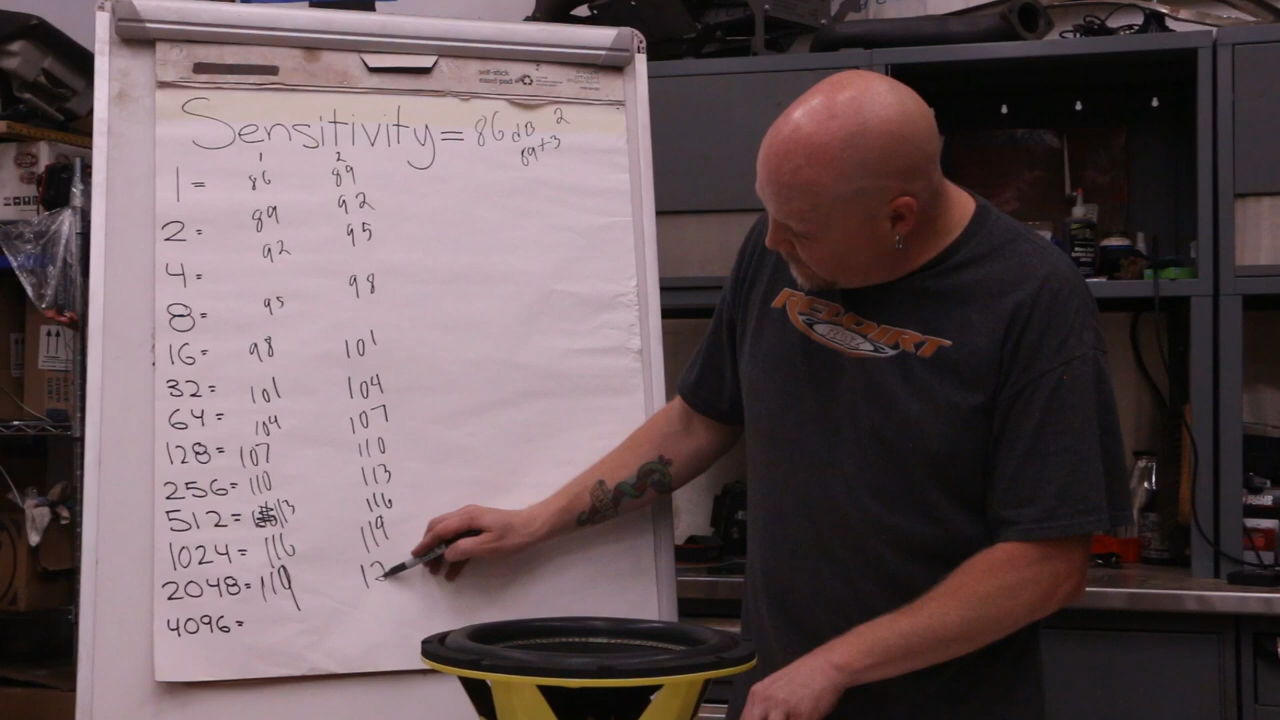 self-stick
easel pad
Sensitivity = 86 dB 2
89+3
1 2
1 = 86 89
89 92
2 = 95
92
4 = 98
8 = 95
16 = 98 101
32 = 101 104
64 = 104 107
128 = 107 110
256 = 110 113
512 = 113 116
1024 = 116 119
2048 = 119 12
4096 =
REDIRT